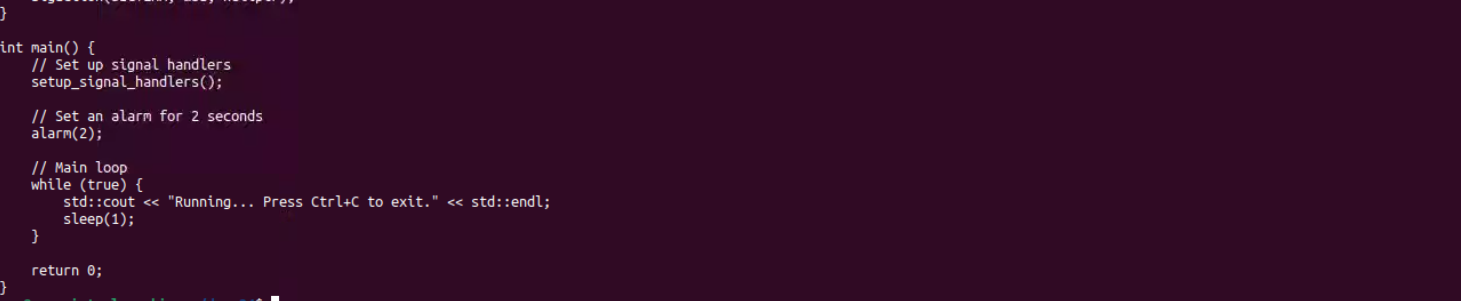 }

int main() {
    // Set up signal handlers
    setup_signal_handlers();

    // Set an alarm for 2 seconds
    alarm(2);

    // Main loop
    while (true) {
        std::cout << "Running... Press Ctrl+C to exit." << std::endl;
        sleep(1);
    }

    return 0;
}